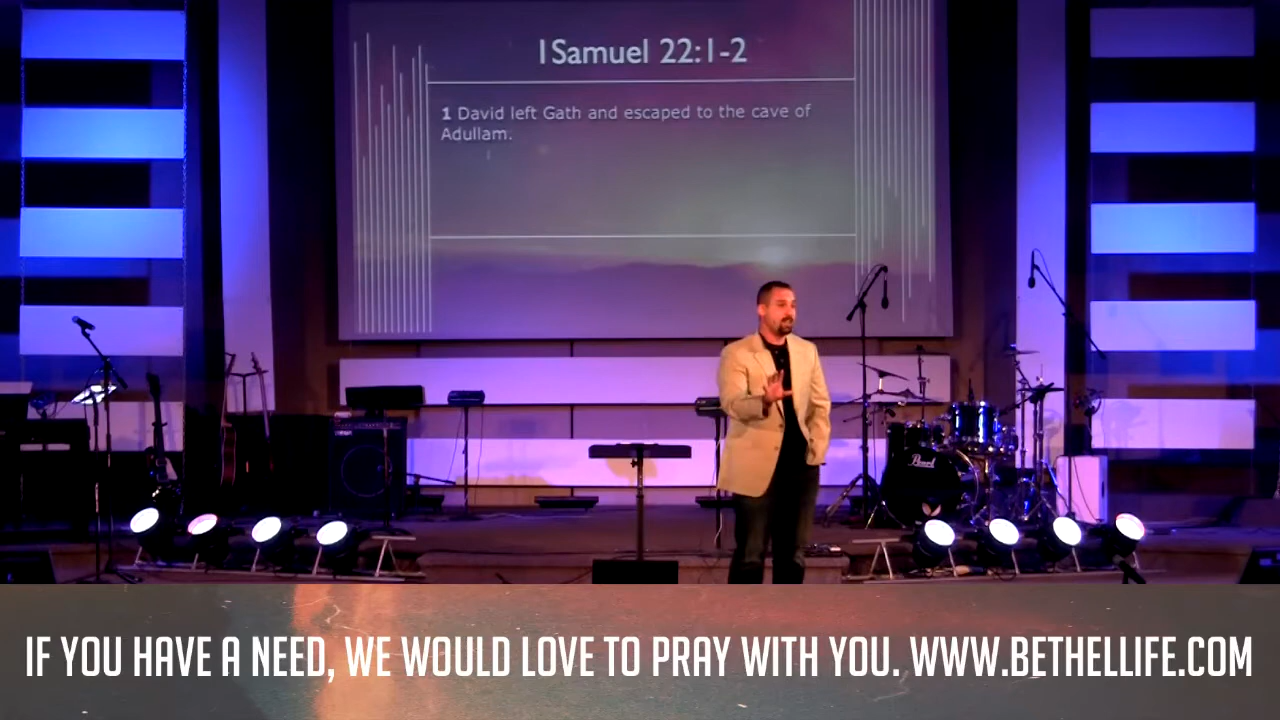 1 Samuel 22:1-2
1 David left Gath and escaped to the cave of
Adullam.
Pearl
IF YOU HAVE A NEED, WE WOULD LOVE TO PRAY WITH YOU. WWW.BETHELLIFE.COM